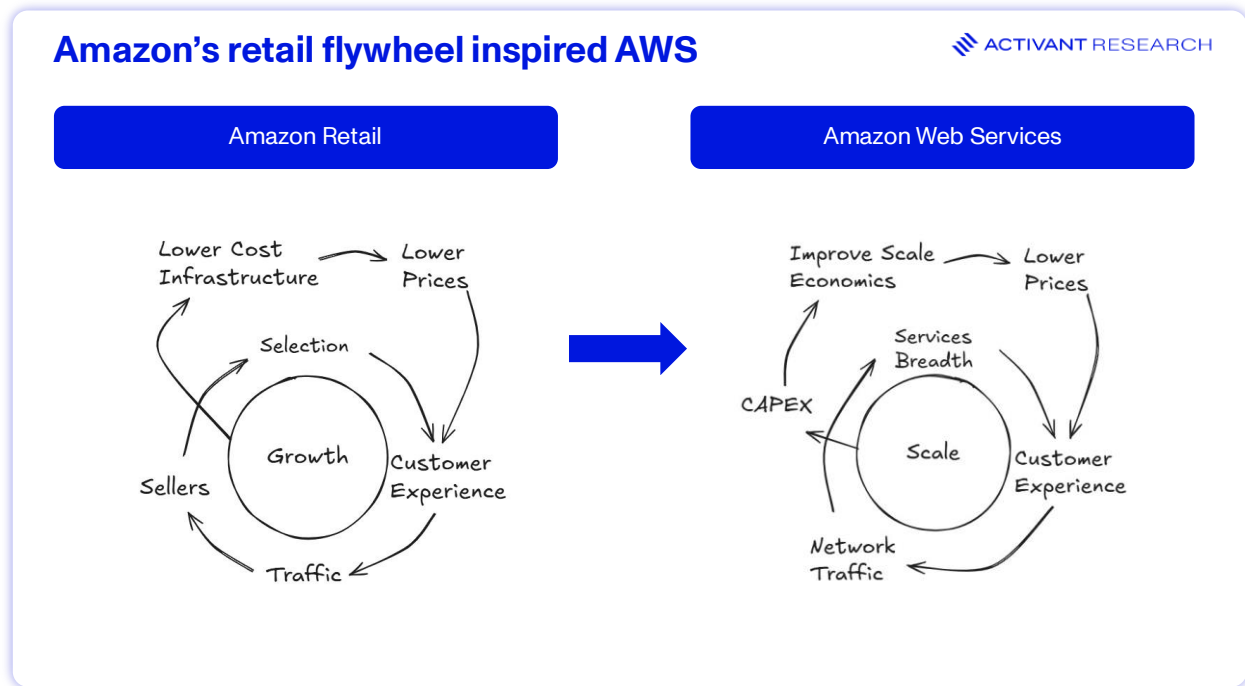 Amazon's retail flywheel inspired AWS
ACTIVANT RESEARCH
Amazon Retail
Lower Cost
Infrastructure
Lower
Prices
Selection
Growth
Customer
Experience
Sellers
Traffic
Amazon Web Services
Improve Scale
Economics
Lower
Prices
Services
Breadth
CAPEX
Scale
Customer
Experience
Network
Traffic